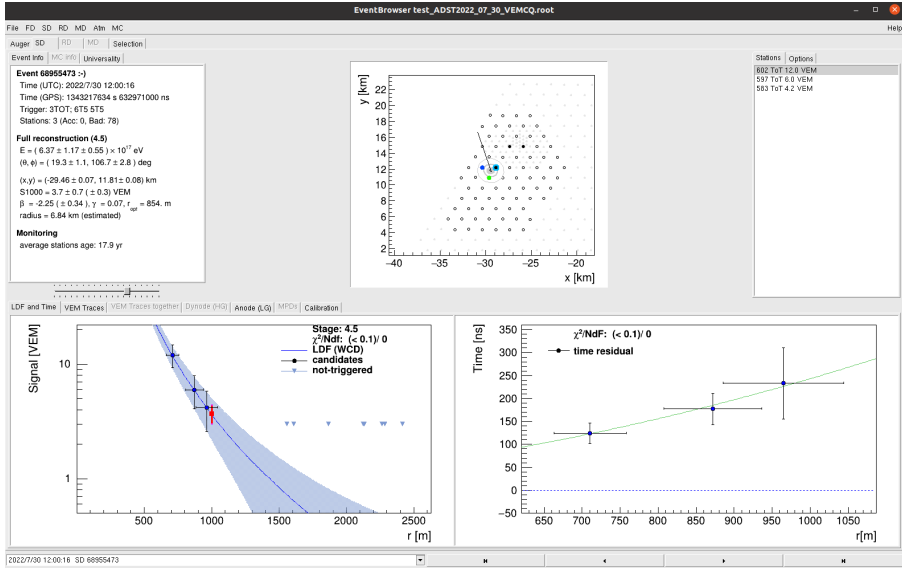 EventBrowser test_ADST2022_07_30_VEMCQ.root
File FD SD RD MD Atm MC Help
Auger SD RD MD Selection
Event Info MC Info Universality
Event 68955473 :-)
Time (UTC): 2022/7/30 12:00:16
Time (GPS): 1343217634 s 632971000 ns
Trigger: 3TOT; 6T5 5T5
Stations: 3 (Acc: 0, Bad: 78)
Full reconstruction (4.5)
E = ( 6.37 ± 1.17 ± 0.55 ) × 10^17 eV
(θ, ϕ) = ( 19.3 ± 1.1, 106.7 ± 2.8 ) deg
(x,y) = (-29.46 ± 0.07, 11.81± 0.08) km
S1000 = 3.7 ± 0.7 ( ± 0.3) VEM
β = -2.25 ( ± 0.34 ), γ = 0.07, r_opt = 854. m
radius = 6.84 km (estimated)
Monitoring
average stations age: 17.9 yr
y [km]
22
20
18
16
14
12
10
8
6
4
2
−40 −35 −30 −25 −20
x [km]
Stations Options
602 ToT 12.0 VEM
597 ToT 6.0 VEM
583 ToT 4.2 VEM
LDF and Time VEM Traces VEM Traces together Dynode (HG) Anode (LG) MPDs Calibration
Signal [VEM]
10
1
Stage: 4.5
χ²/Ndf: (< 0.1)/ 0
LDF (WCD)
candidates
not-triggered
500 1000 1500 2000 2500
r [m]
Time [ns]
350
300
250
200
150
100
50
0
−50
χ²/NdF: (< 0.1)/ 0
time residual
650 700 750 800 850 900 950 1000 1050
r[m]
2022/7/30 12:00:16 SD 68955473